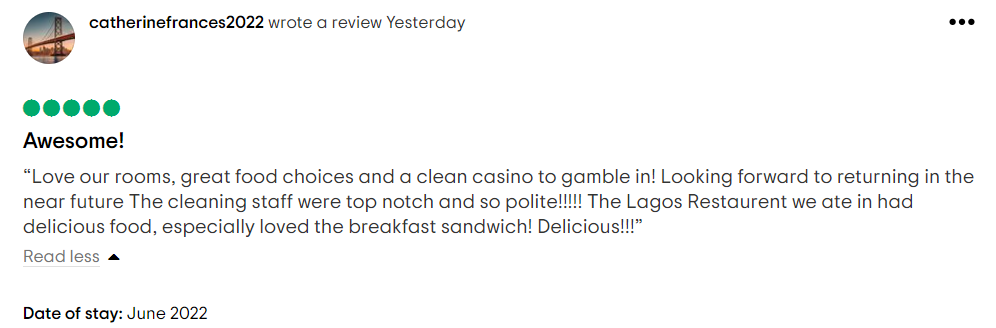 catherinefrances2022 wrote a review Yesterday
Awesome!
“Love our rooms, great food choices and a clean casino to gamble in! Looking forward to returning in the
near future The cleaning staff were top notch and so polite!!!!! The Lagos Restaurent we ate in had
delicious food, especially loved the breakfast sandwich! Delicious!!!”
Read less
Date of stay: June 2022